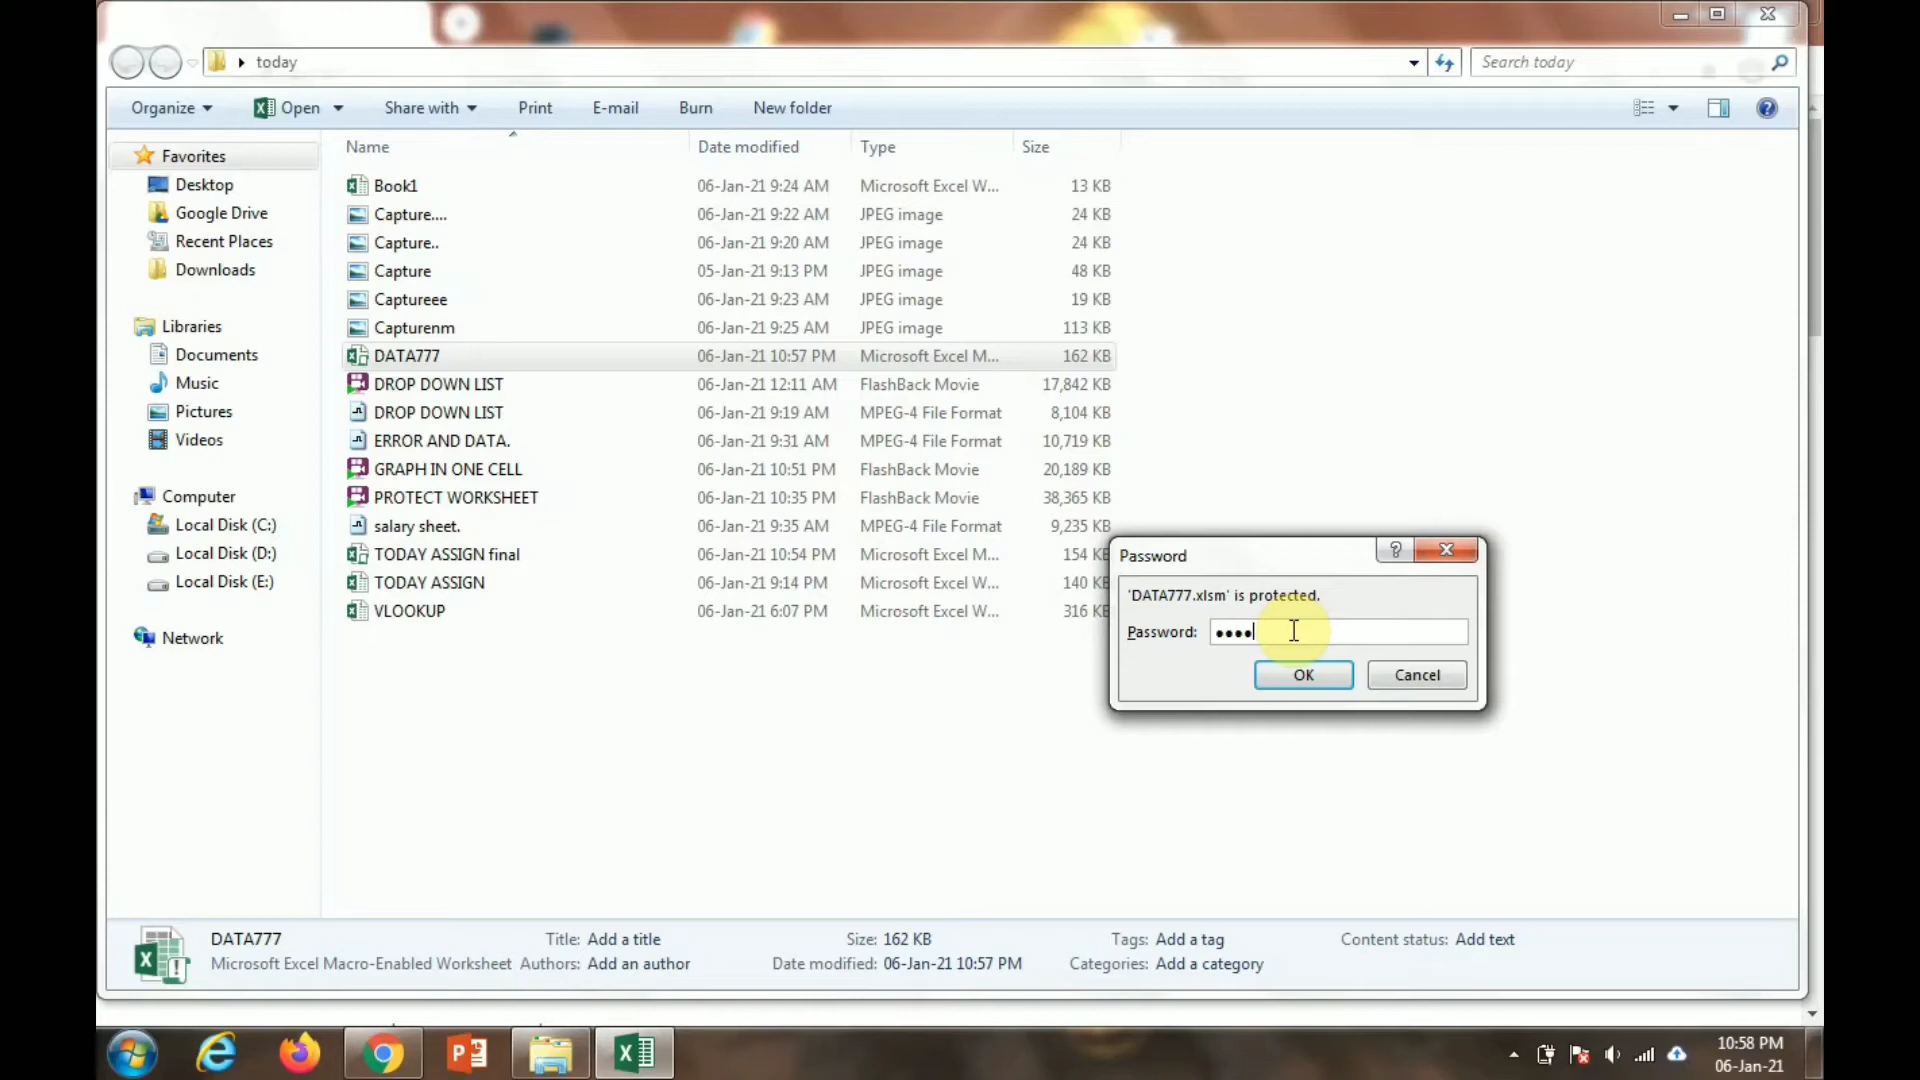 today
Search today
Organize
Open
Share with
Print
E-mail
Burn
New folder
Name Date modified Type Size
Favorites
Desktop
Google Drive
Recent Places
Downloads
Libraries
Documents
Music
Pictures
Videos
Computer
Local Disk (C:)
Local Disk (D:)
Local Disk (E:)
Network
Book1 06-Jan-21 9:24 AM Microsoft Excel W... 13 KB
Capture.... 06-Jan-21 9:22 AM JPEG image 24 KB
Capture.. 06-Jan-21 9:20 AM JPEG image 24 KB
Capture 05-Jan-21 9:13 PM JPEG image 48 KB
Captureee 06-Jan-21 9:23 AM JPEG image 19 KB
Capturenm 06-Jan-21 9:25 AM JPEG image 113 KB
DATA777 06-Jan-21 10:57 PM Microsoft Excel M... 162 KB
DROP DOWN LIST 06-Jan-21 12:11 AM FlashBack Movie 17,842 KB
DROP DOWN LIST 06-Jan-21 9:19 AM MPEG-4 File Format 8,104 KB
ERROR AND DATA. 06-Jan-21 9:31 AM MPEG-4 File Format 10,719 KB
GRAPH IN ONE CELL 06-Jan-21 10:51 PM FlashBack Movie 20,189 KB
PROTECT WORKSHEET 06-Jan-21 10:35 PM FlashBack Movie 38,365 KB
salary sheet. 06-Jan-21 9:35 AM MPEG-4 File Format 9,235 KB
TODAY ASSIGN final 06-Jan-21 10:54 PM Microsoft Excel M... 154 KB
TODAY ASSIGN 06-Jan-21 9:14 PM Microsoft Excel W... 140 KB
VLOOKUP 06-Jan-21 6:07 PM Microsoft Excel W... 316 KB
Password
'DATA777.xlsm' is protected.
Password: ••••
OK Cancel
DATA777 Title: Add a title Size: 162 KB Tags: Add a tag Content status: Add text
Microsoft Excel Macro-Enabled Worksheet Authors: Add an author Date modified: 06-Jan-21 10:57 PM Categories: Add a category
10:58 PM
06-Jan-21